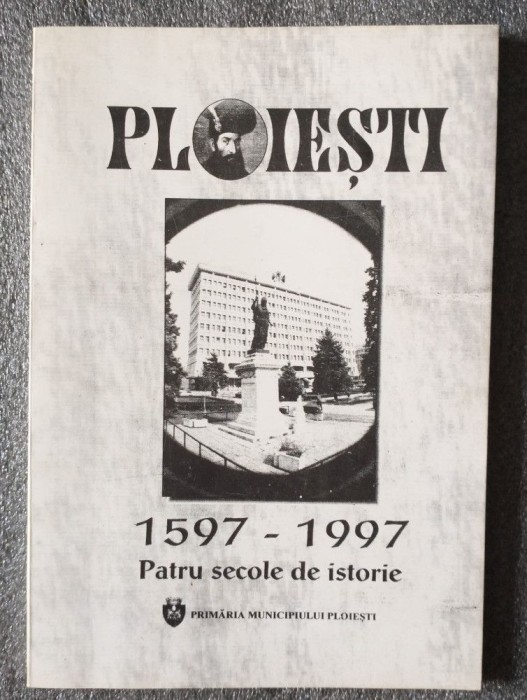 PLOIEȘTI
1597 - 1997
Patru secole de istorie
PRIMĂRIA MUNICIPIULUI PLOIEȘTI